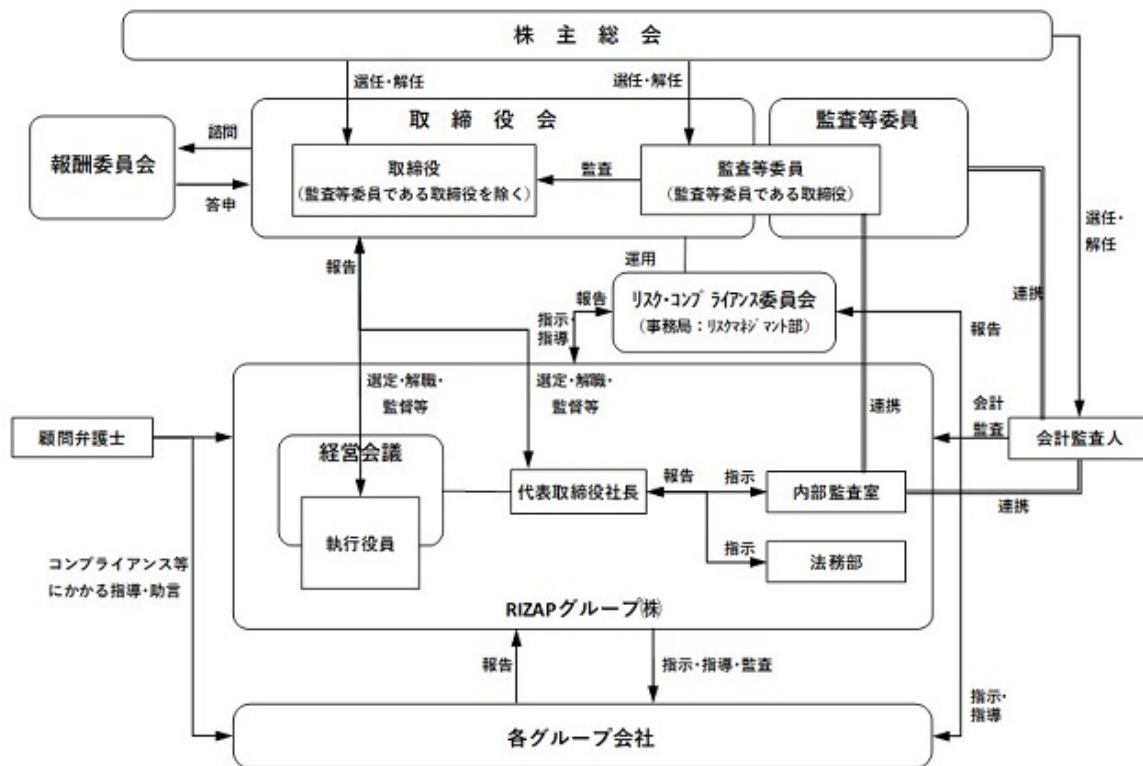 株 主 総 会
選任・解任
選任・解任
取 締 役 会
監査等委員
諮問
報酬委員会
答申
取締役
(監査等委員である取締役を除く)
監査
監査等委員
(監査等委員である取締役)
選任・
解任
報告
運用
連携
報告
リスク・コンプライアンス委員会
(事務局：リスクマネジマント部)
指示・
指導
報告
選定・解職・
監督等
選定・解職・
監督等
連携
会計
監査
顧問弁護士
会計監査人
経営会議
代表取締役社長
報告
指示
内部監査室
連携
執行役員
指示
法務部
コンプライアンス等
にかかる指導・助言
RIZAPグループ㈱
報告
指示・指導・監査
指示・
指導
各グループ会社